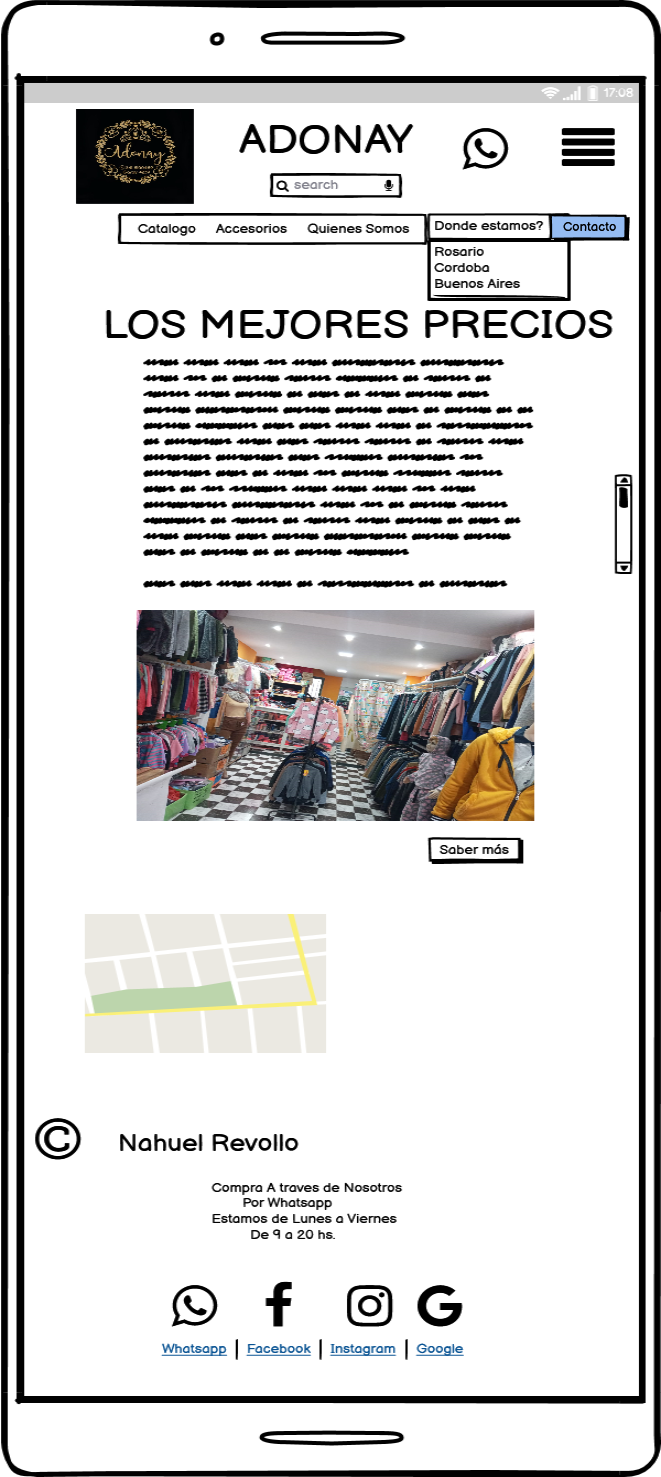 17:08
Adonay
ADONAY
search
Catalogo Accesorios Quienes Somos Donde estamos? Contacto
Rosario
Cordoba
Buenos Aires
LOS MEJORES PRECIOS
Saber más
© Nahuel Revollo
Compra A traves de Nosotros
Por Whatsapp
Estamos de Lunes a Viernes
De 9 a 20 hs.
Whatsapp | Facebook | Instagram | Google